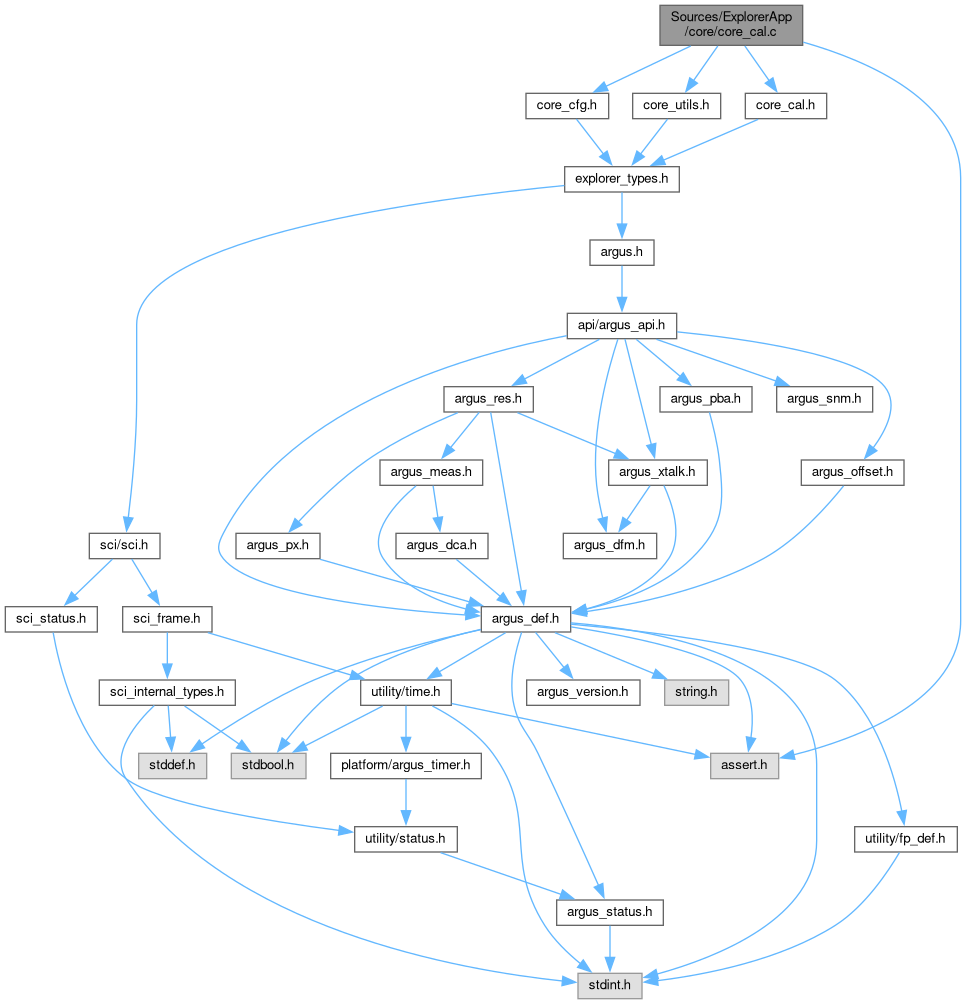 Sources/ExplorerApp
/core/core_cal.c
core_cfg.h
core_utils.h
core_cal.h
explorer_types.h
argus.h
api/argus_api.h
argus_res.h
argus_pba.h
argus_snm.h
argus_meas.h
argus_xtalk.h
argus_offset.h
sci/sci.h
argus_px.h
argus_dca.h
argus_dfm.h
sci_status.h
sci_frame.h
argus_def.h
sci_internal_types.h
utility/time.h
argus_version.h
string.h
stddef.h
stdbool.h
platform/argus_timer.h
assert.h
utility/status.h
utility/fp_def.h
argus_status.h
stdint.h